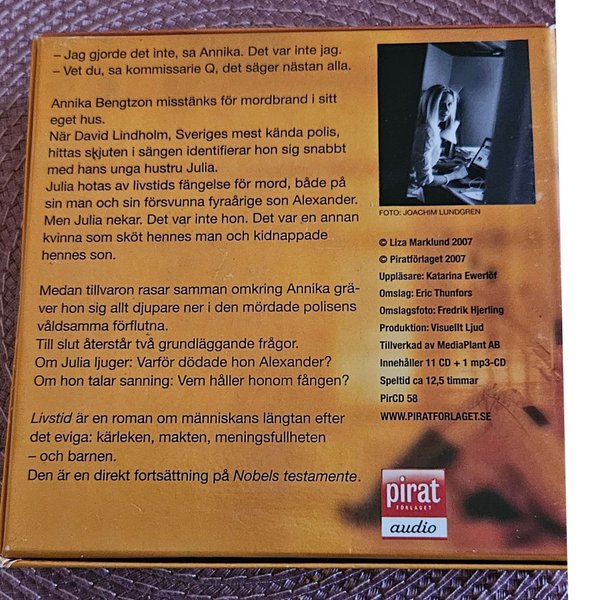 – Jag gjorde det inte, sa Annika. Det var inte jag.
– Vet du, sa kommissarie Q, det säger nästan alla.
Annika Bengtzon misstänks för mordbrand i sitt
eget hus.
När David Lindholm, Sveriges mest kända polis,
hittas skjuten i sängen identifierar hon sig snabbt
med hans unga hustru Julia.
Julia hotas av livstids fängelse för mord, både på
sin man och sin försvunna fyraårige son Alexander.
Men Julia nekar. Det var inte hon. Det var en annan
kvinna som sköt hennes man och kidnappade
hennes son.
Medan tillvaron rasar samman omkring Annika grä-
ver hon sig allt djupare ner i den mördade polisens
våldsamma förflutna.
Till slut återstår två grundläggande frågor.
Om Julia ljuger: Varför dödade hon Alexander?
Om hon talar sanning: Vem håller honom fången?
Livstid är en roman om människans längtan efter
det eviga: kärleken, makten, meningsfullheten
– och barnen.
Den är en direkt fortsättning på Nobels testamente.
FOTO: JOACHIM LUNDGREN
© Liza Marklund 2007
© Piratförlaget 2007
Uppläsare: Katarina Ewerlöf
Omslag: Eric Thunfors
Omslagsfoto: Fredrik Hjerling
Produktion: Visuellt Ljud
Tillverkad av MediaPlant AB
Innehåller 11 CD + 1 mp3-CD
Speltid ca 12,5 timmar
PirCD 58
WWW.PIRATFORLAGET.SE
pirat
FÖRLAGET
audio